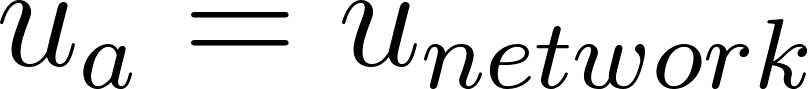 u_a = u_{network}